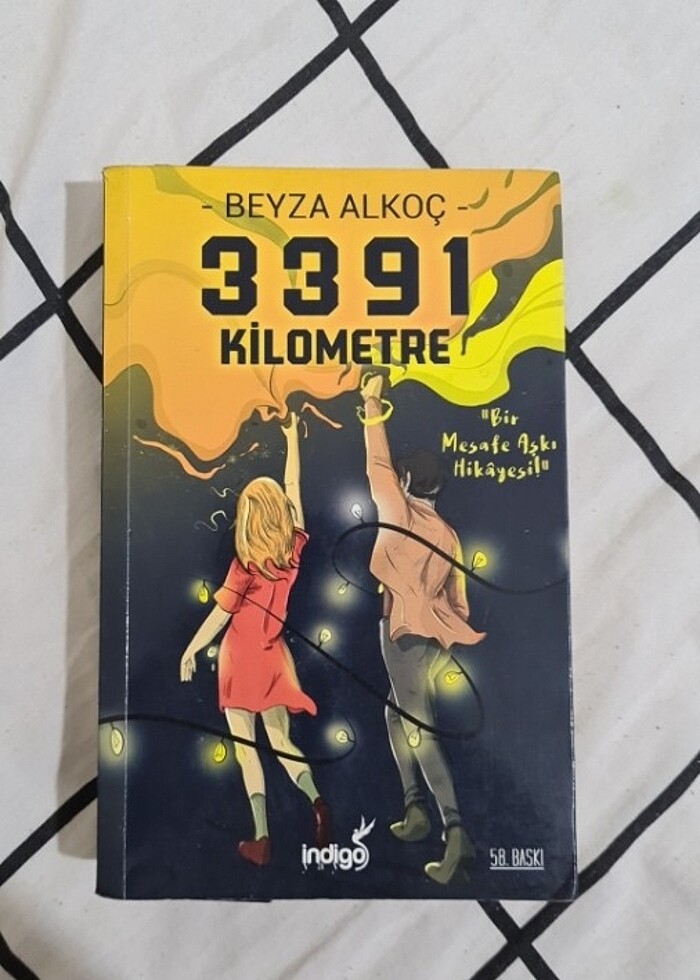 - BEYZA ALKOÇ -
3391
KİLOMETRE
"Bir
Mesafe Aşkı
Hikâyesi!"
indigo
58. BASKI